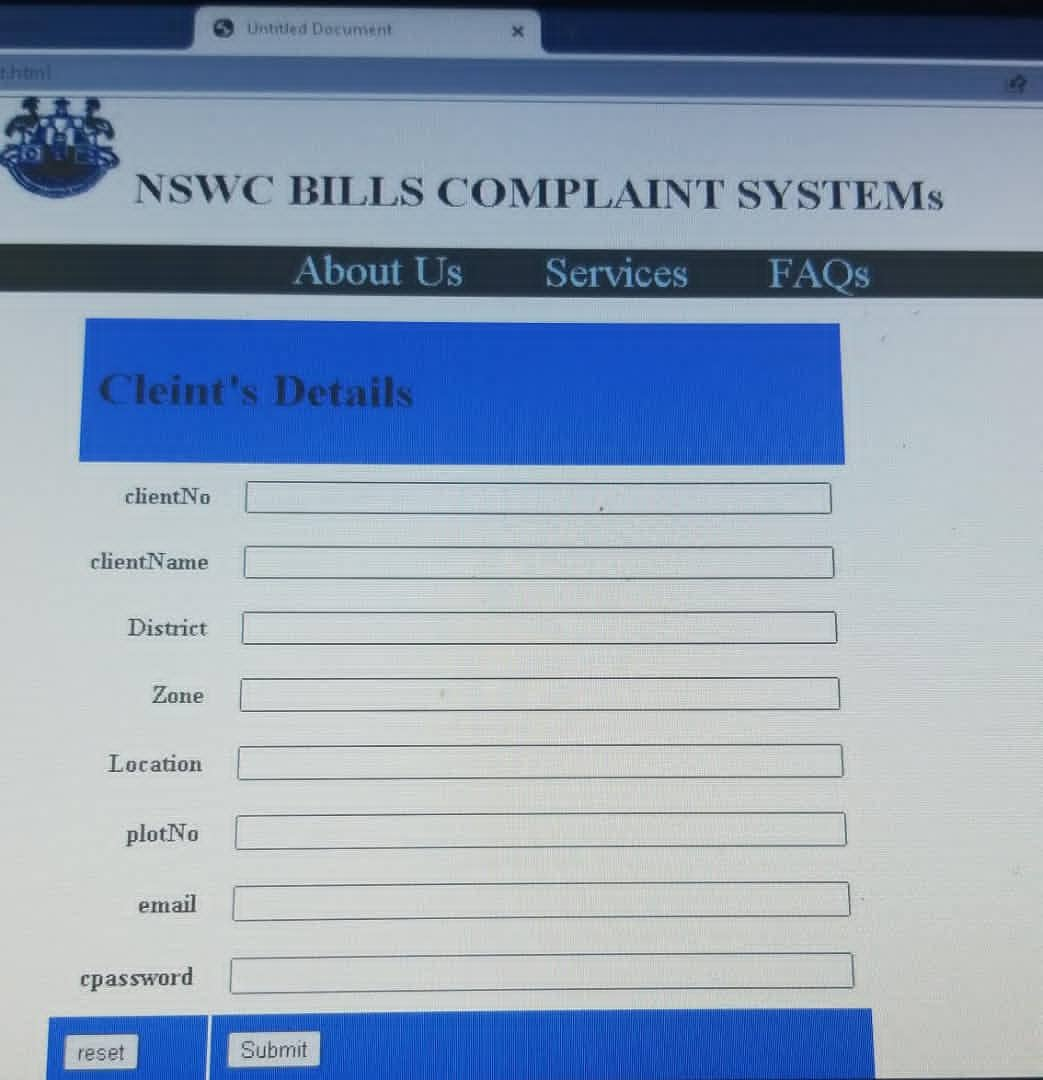 Untitled Document
t.html
NSWC BILLS COMPLAINT SYSTEMs
About Us Services FAQs
Cleint's Details
clientNo
clientName
District
Zone
Location
plotNo
email
cpassword
reset Submit